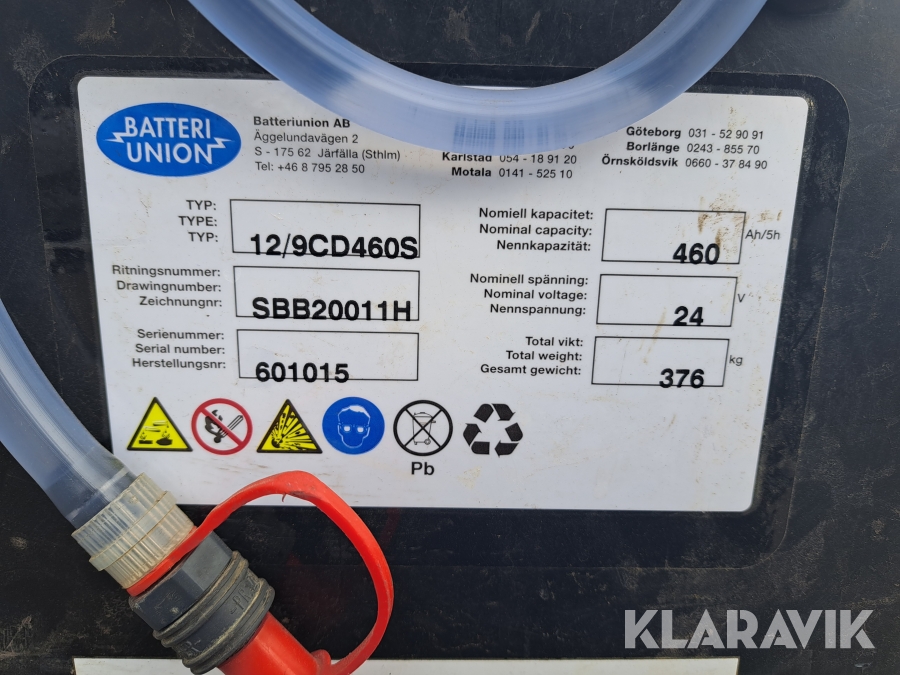 BATTERI
UNION
Batteriunion AB
Äggelundavägen 2
S - 175 62 Järfälla (Sthlm)
Tel: +46 8 795 28 50
Karlstad 054 - 18 91 20
Motala 0141 - 525 10
Göteborg 031 - 52 90 91
Borlänge 0243 - 855 70
Örnsköldsvik 0660 - 37 84 90
TYP:
TYPE:
TYP:
12/9CD460S
Ritningsnummer:
Drawingnumber:
Zeichnungnr:
SBB20011H
Serienummer:
Serial number:
Herstellungsnr:
601015
Nomiell kapacitet:
Nominal capacity:
Nennkapazität:
460
Ah/5h
Nominell spänning:
Nominal voltage:
Nennspannung:
24
V
Total vikt:
Total weight:
Gesamt gewicht:
376
kg
Pb
KLARAVIK